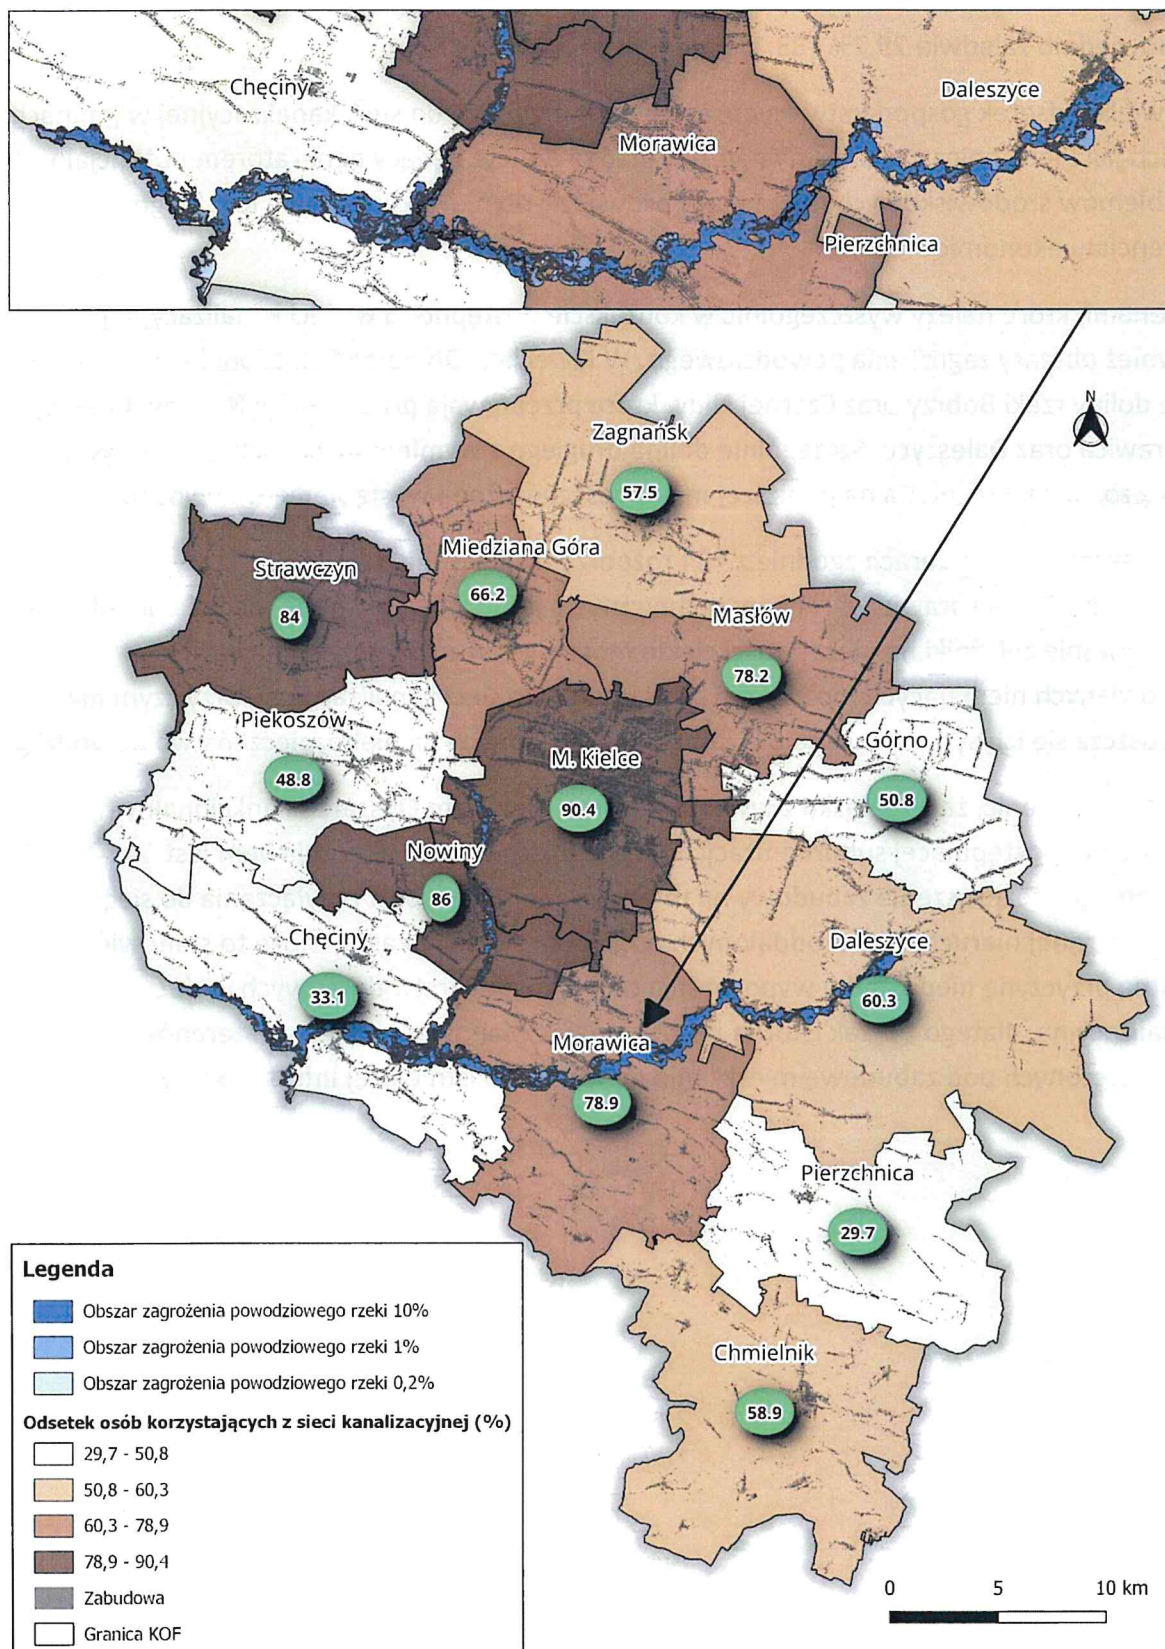 Chęciny
Daleszyce
Morawica
Pierzchnica
N
Zagnańsk
57.5
Miedziana Góra
66.2
Strawczyn
84
Masłów
78.2
Piekoszów
48.8
M. Kielce
90.4
Górno
50.8
Nowiny
86
Chęciny
33.1
Daleszyce
60.3
Morawica
78.9
Pierzchnica
29.7
Chmielnik
58.9
Legenda
Obszar zagrożenia powodziowego rzeki 10%
Obszar zagrożenia powodziowego rzeki 1%
Obszar zagrożenia powodziowego rzeki 0,2%
Odsetek osób korzystających z sieci kanalizacyjnej (%)
29,7 - 50,8
50,8 - 60,3
60,3 - 78,9
78,9 - 90,4
Zabudowa
Granica KOF
0 5 10 km